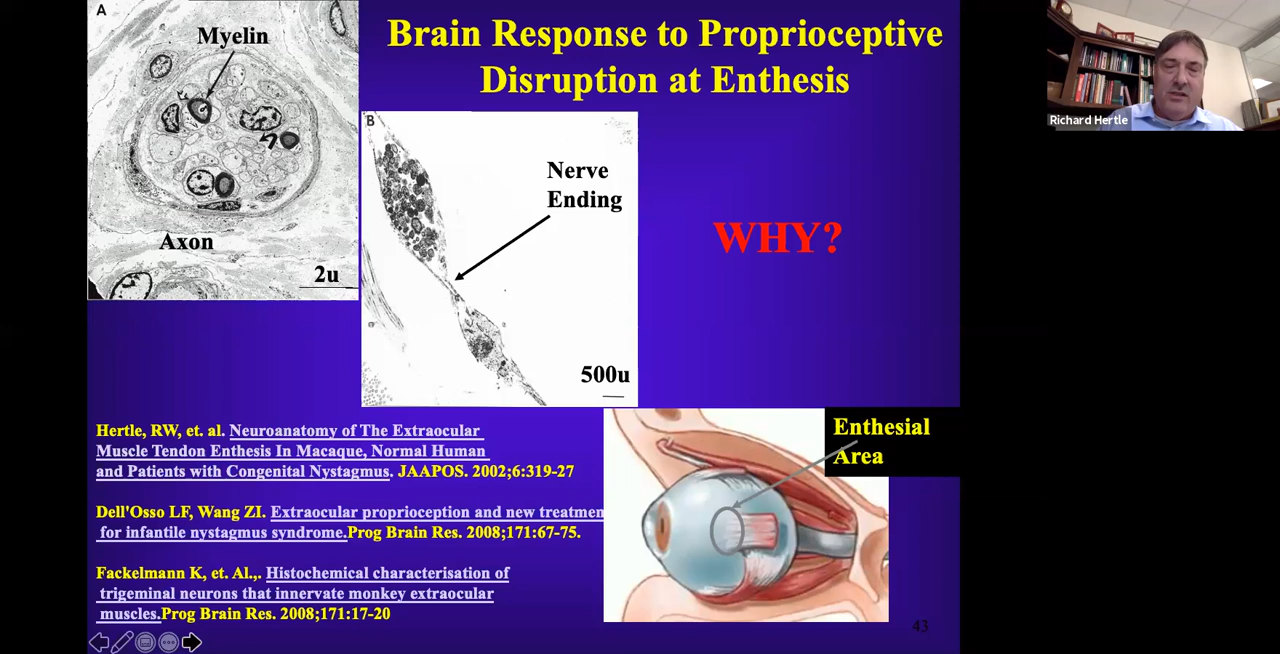 Brain Response to Proprioceptive
Disruption at Enthesis
A
Myelin
Axon
2u
B
Nerve
Ending
500u
WHY?
Richard Hertle
Hertle, RW, et. al. Neuroanatomy of The Extraocular
Muscle Tendon Enthesis In Macaque, Normal Human
and Patients with Congenital Nystagmus. JAAPOS. 2002;6:319-27
Dell'Osso LF, Wang ZI. Extraocular proprioception and new treatmen
for infantile nystagmus syndrome.Prog Brain Res. 2008;171:67-75.
Fackelmann K, et. Al.,. Histochemical characterisation of
trigeminal neurons that innervate monkey extraocular
muscles.Prog Brain Res. 2008;171:17-20
Enthesial
Area
43